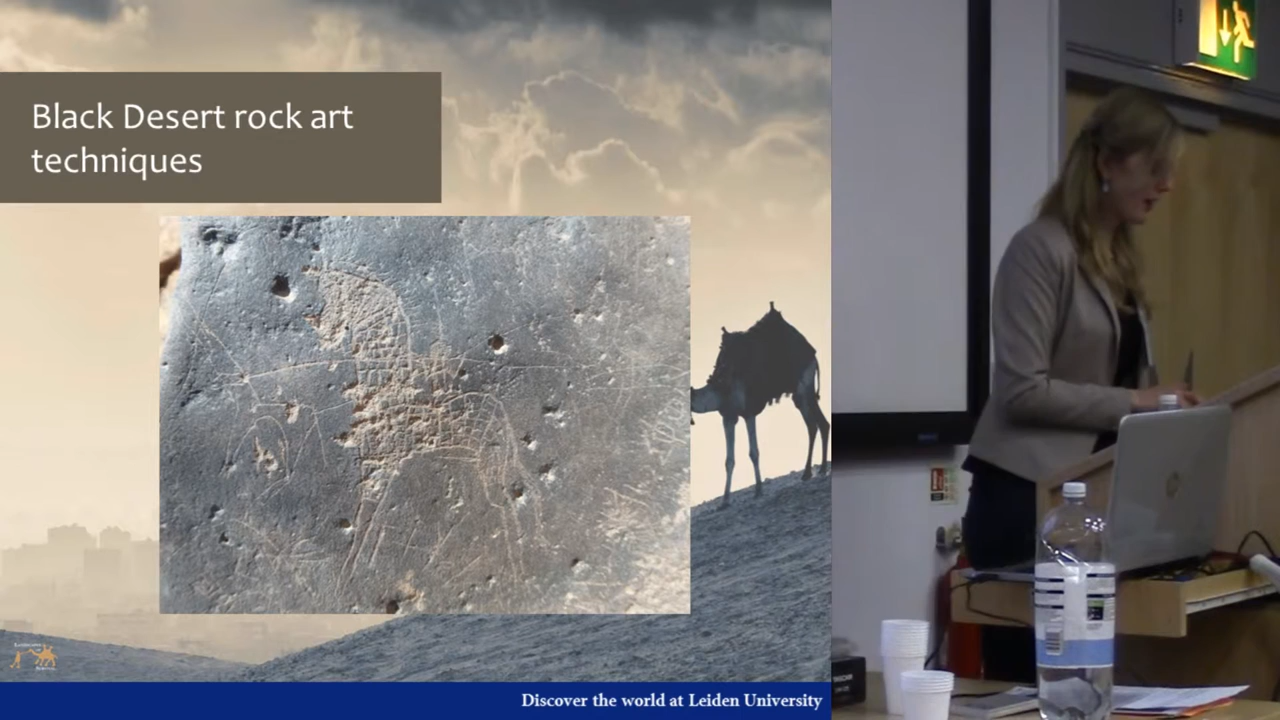 Black Desert rock art
techniques
Discover the world at Leiden University